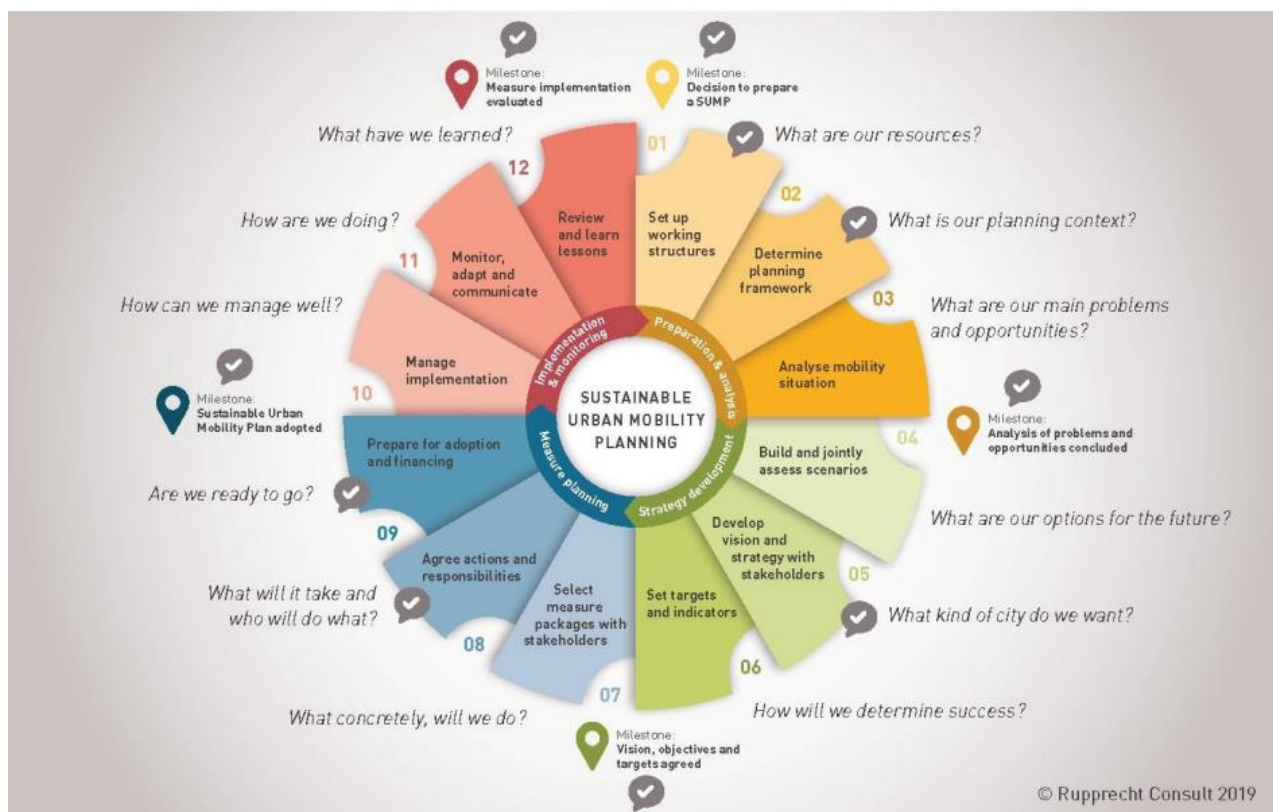 Milestone:
Measure implementation
evaluated
Milestone:
Decision to prepare
a SUMP
What have we learned?
What are our resources?
12
01
Review
and learn
lessons
Set up
working
structures
02
How are we doing?
What is our planning context?
11
Monitor,
adapt and
communicate
Determine
planning
framework
03
How can we manage well?
What are our main problems
and opportunities?
Manage
implementation
Analyse mobility
situation
10
Implementation
& monitoring
Preparation & analysis
SUSTAINABLE
URBAN MOBILITY
PLANNING
Measure planning
Strategy development
Milestone:
Sustainable Urban
Mobility Plan adopted
Milestone:
Analysis of problems and
opportunities concluded
Prepare for adoption
and financing
04
Build and jointly
assess scenarios
Are we ready to go?
What are our options for the future?
09
Agree actions and
responsibilities
Develop
vision and
strategy with
stakeholders
05
What will it take and
who will do what?
Select
measure
packages with
stakeholders
Set targets
and indicators
What kind of city do we want?
08
07
06
What concretely, will we do?
How will we determine success?
Milestone:
Vision, objectives and
targets agreed
© Rupprecht Consult 2019